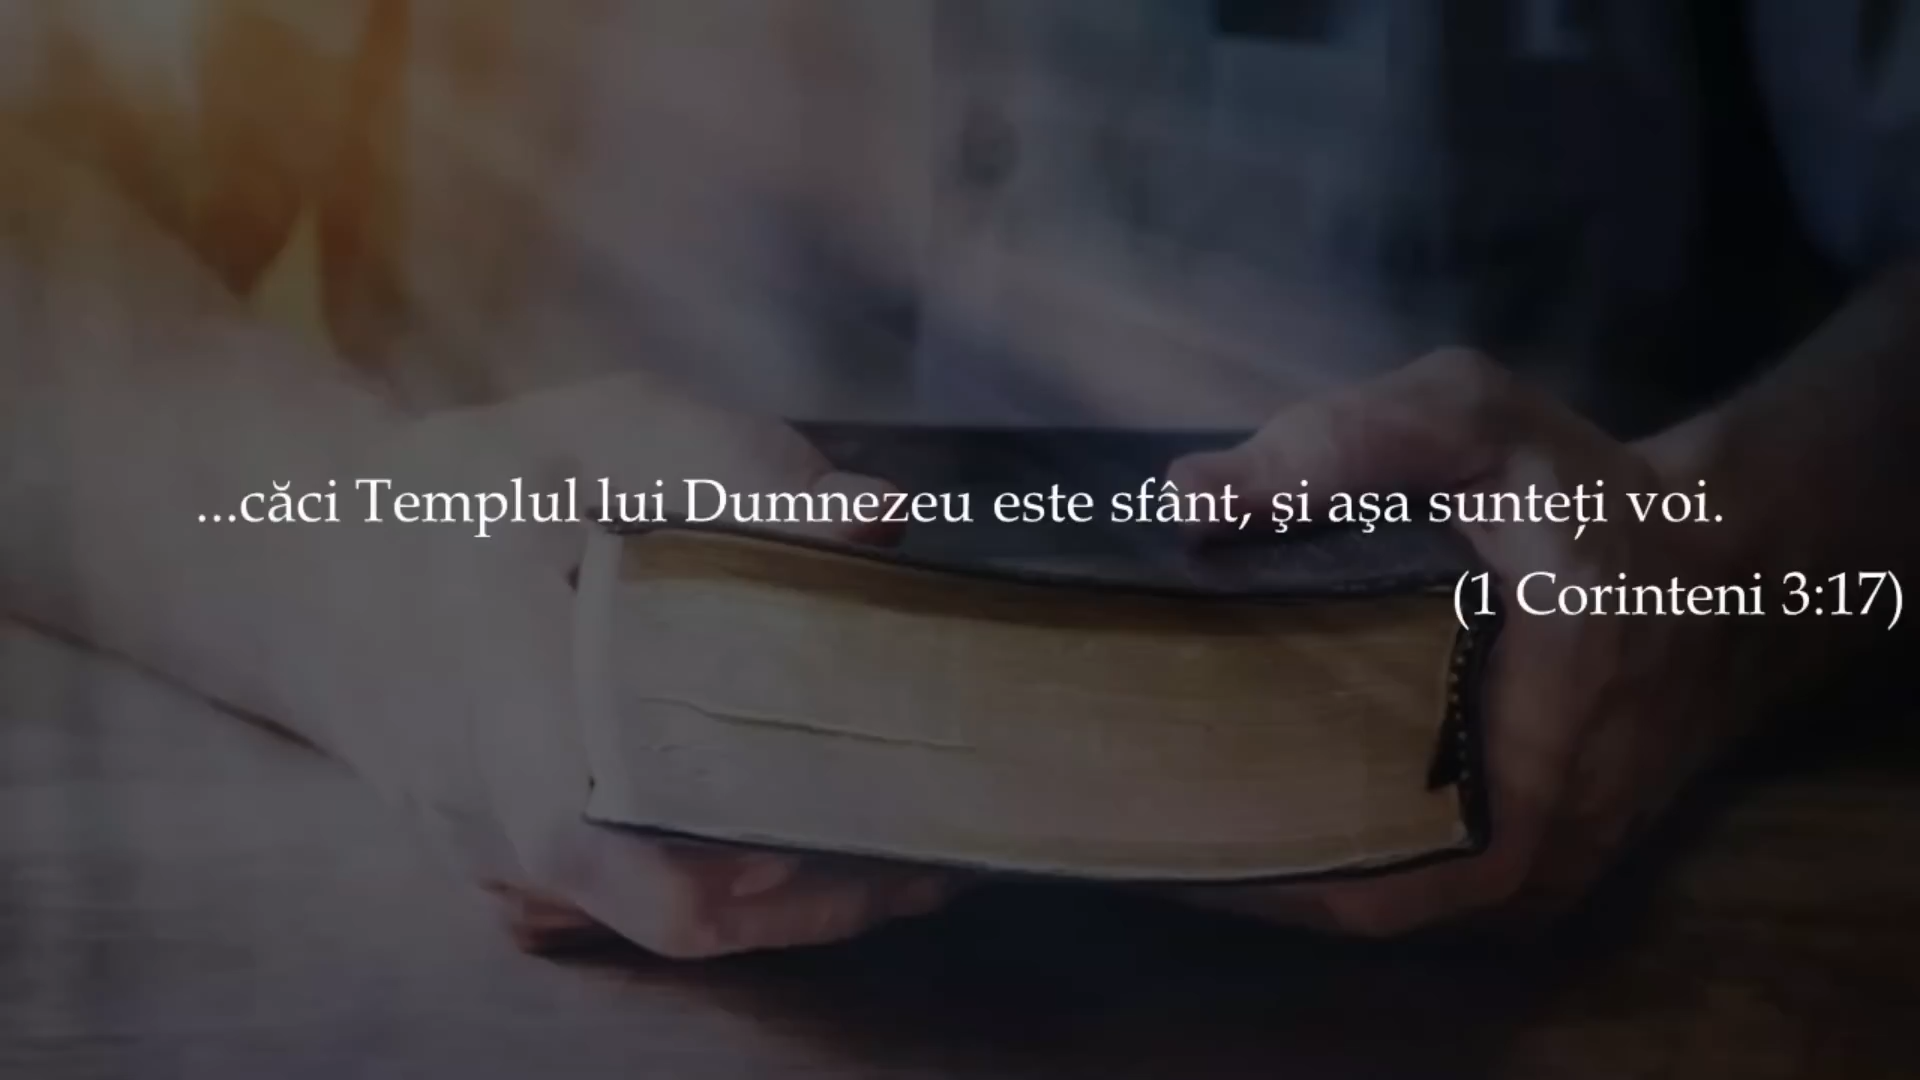 ...căci Templul lui Dumnezeu este sfânt, şi aşa sunteți voi.
(1 Corinteni 3:17)